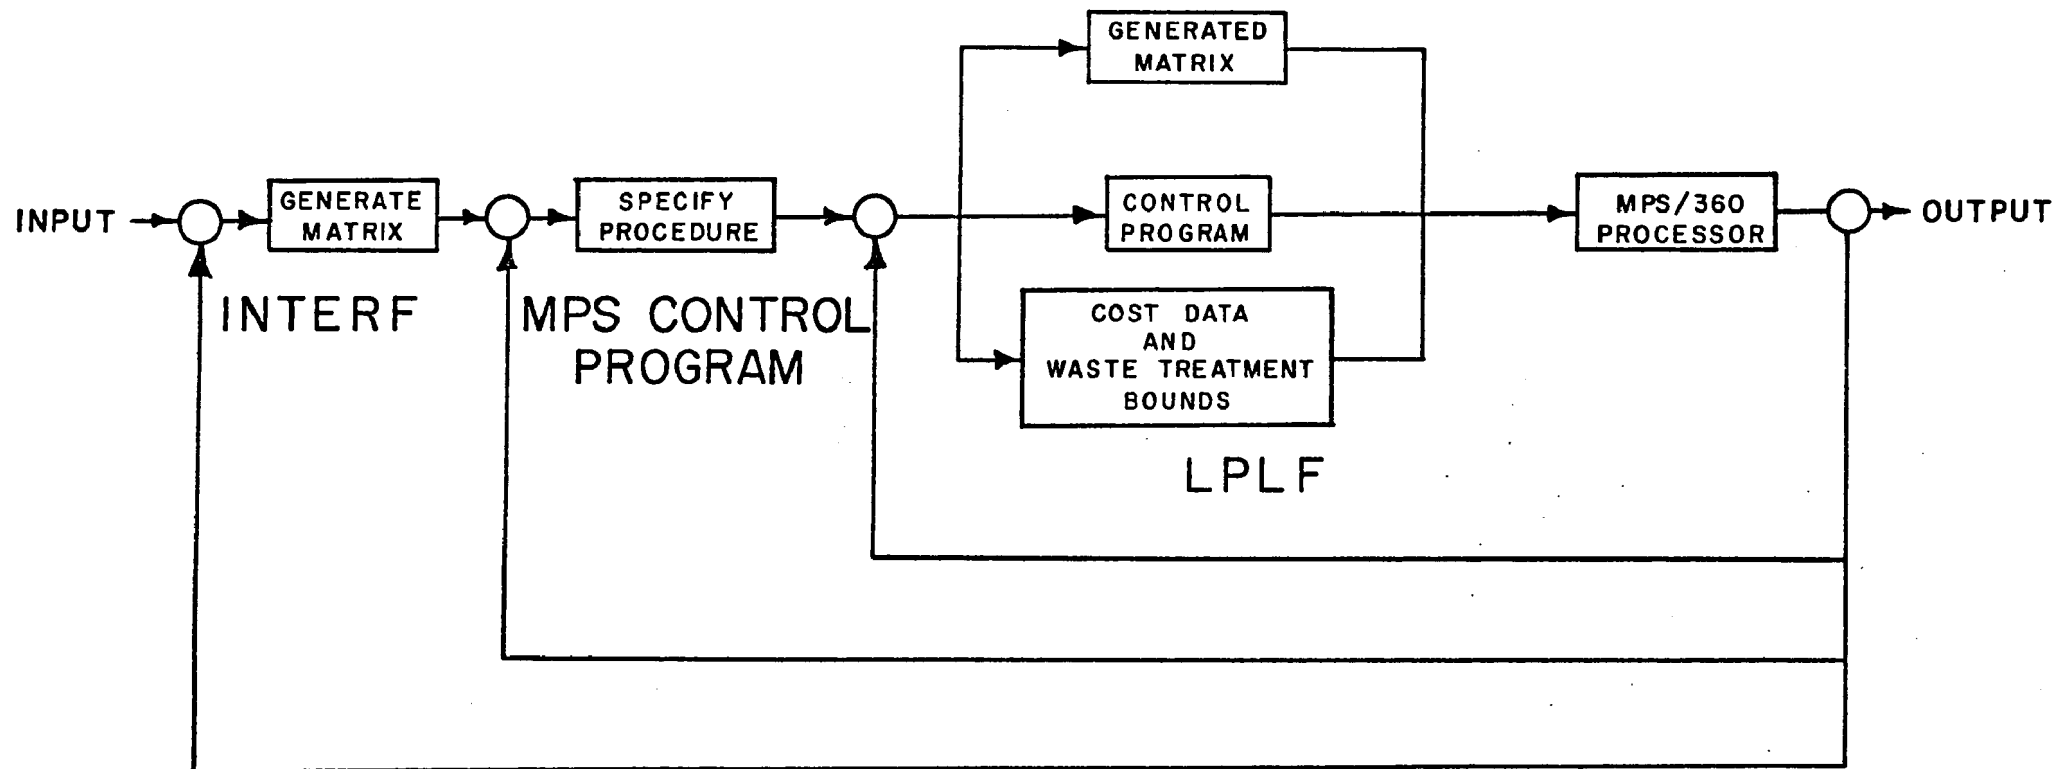 INPUT
GENERATE
MATRIX
INTERF
SPECIFY
PROCEDURE
MPS CONTROL
PROGRAM
GENERATED
MATRIX
CONTROL
PROGRAM
COST DATA
AND
WASTE TREATMENT
BOUNDS
LPLF
MPS/360
PROCESSOR
OUTPUT